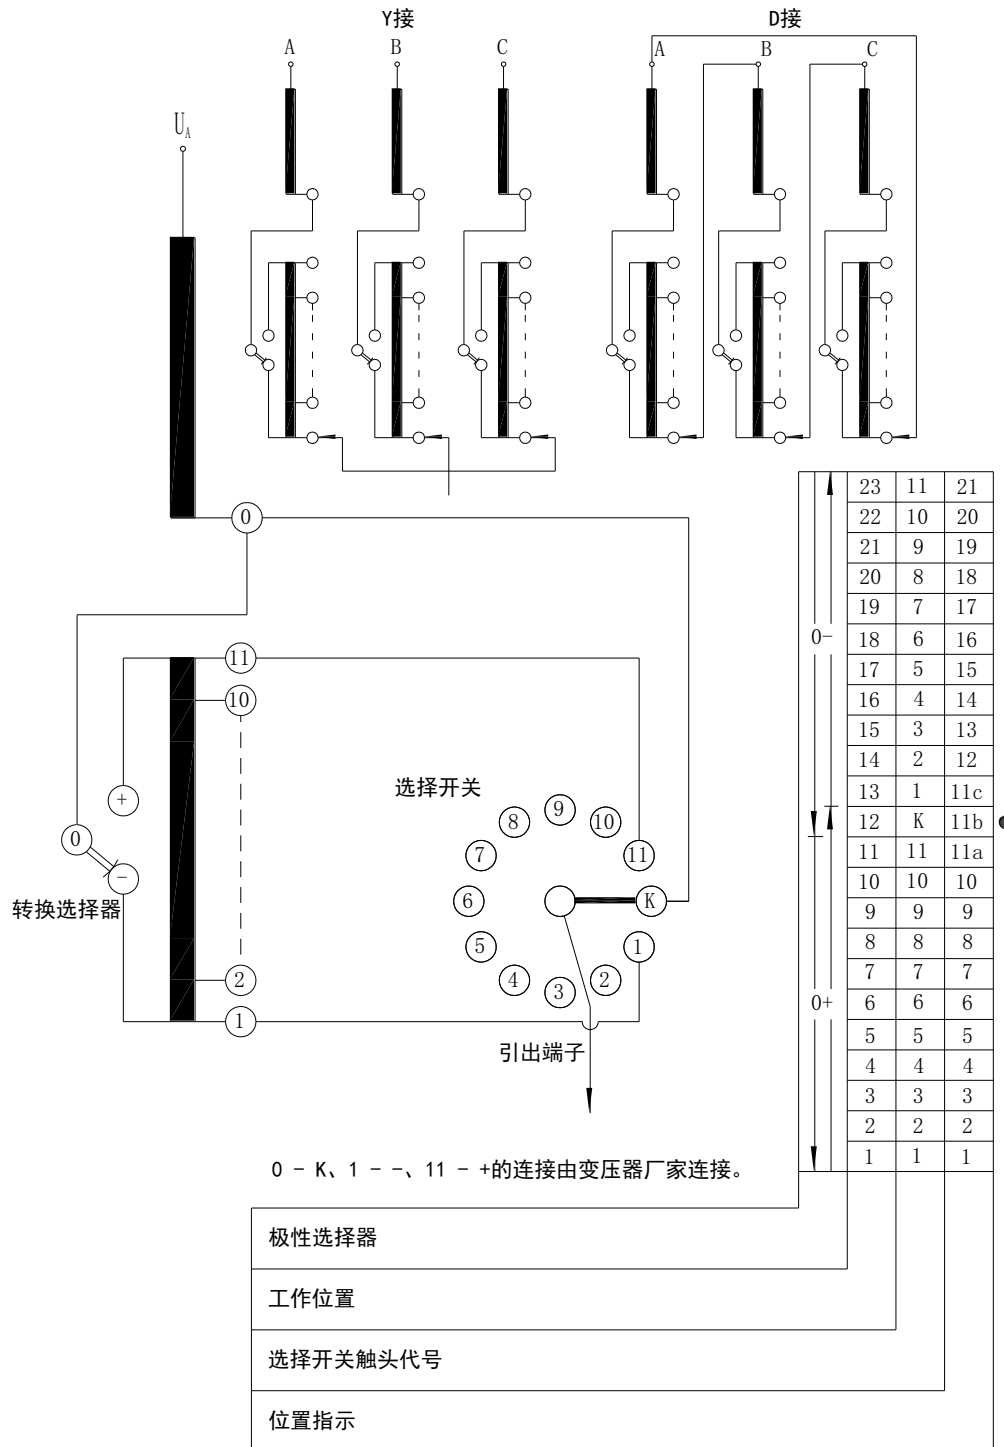 Y接
D接
A
B
C
A
B
C
UA
0
11
10
+
0
-
2
1
转换选择器
选择开关
9
10
11
K
1
2
3
4
5
6
7
8
引出端子
0 - K、1 - -、11 - +的连接由变压器厂家连接。
0-
0+
23 11 21
22 10 20
21 9 19
20 8 18
19 7 17
18 6 16
17 5 15
16 4 14
15 3 13
14 2 12
13 1 11c
12 K 11b
11 11 11a
10 10 10
9 9 9
8 8 8
7 7 7
6 6 6
5 5 5
4 4 4
3 3 3
2 2 2
1 1 1
极性选择器
工作位置
选择开关触头代号
位置指示